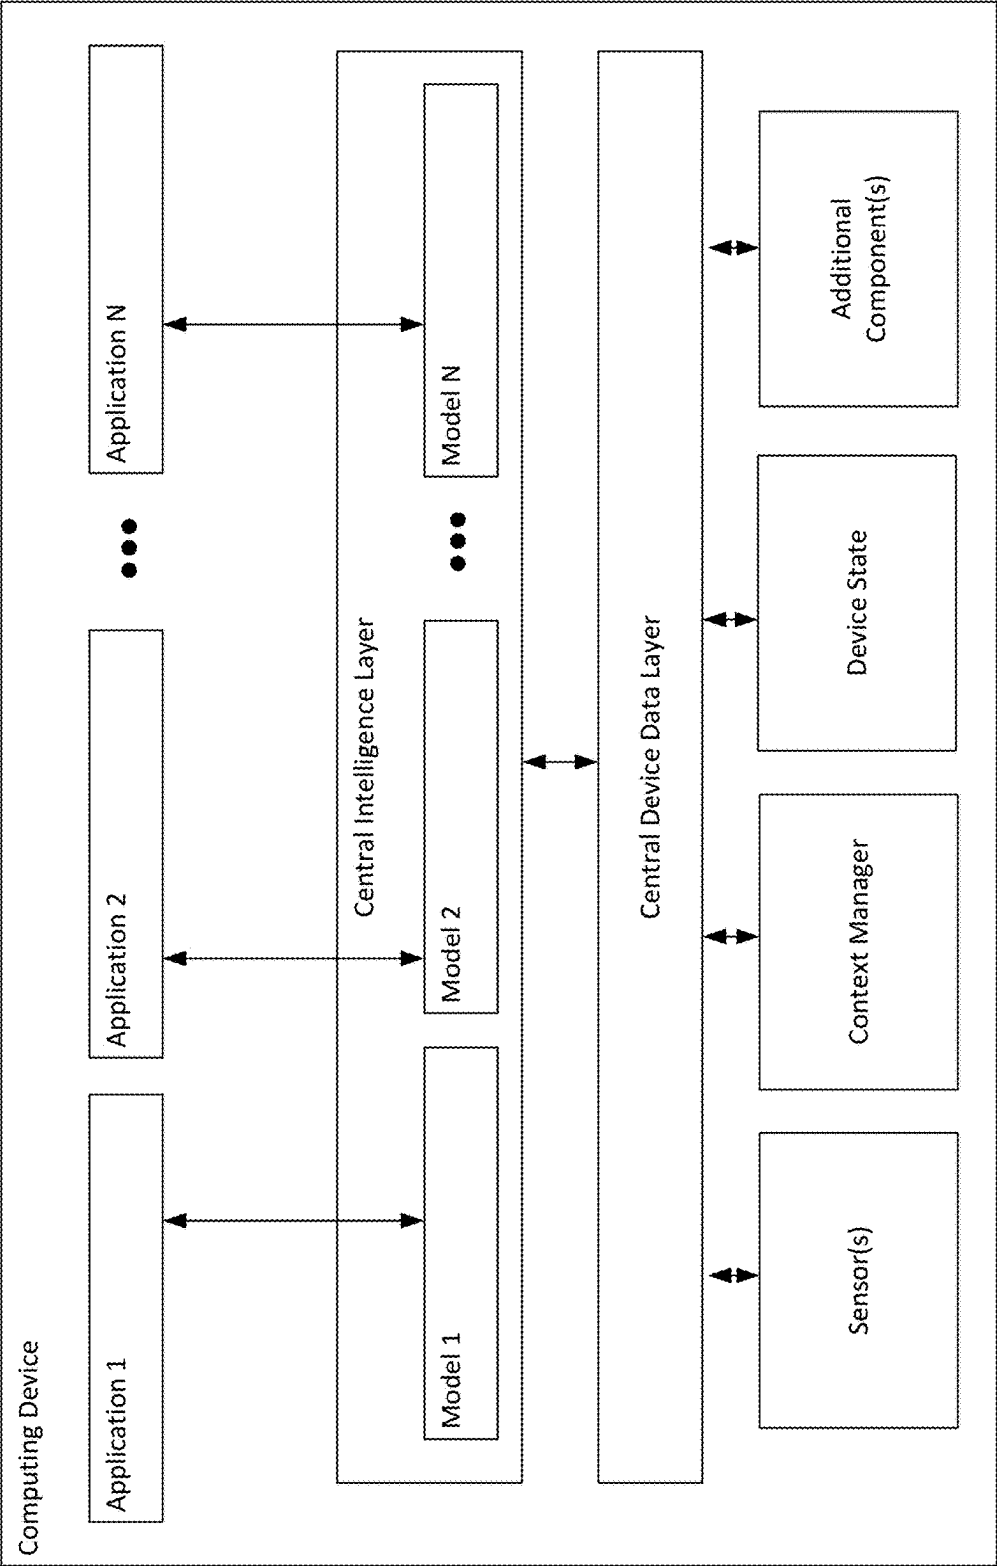 Computing Device
Application 1
Application 2
Application N
Central Intelligence Layer
Model 1
Model 2
Model N
Central Device Data Layer
Sensor(s)
Context Manager
Device State
Additional
Component(s)